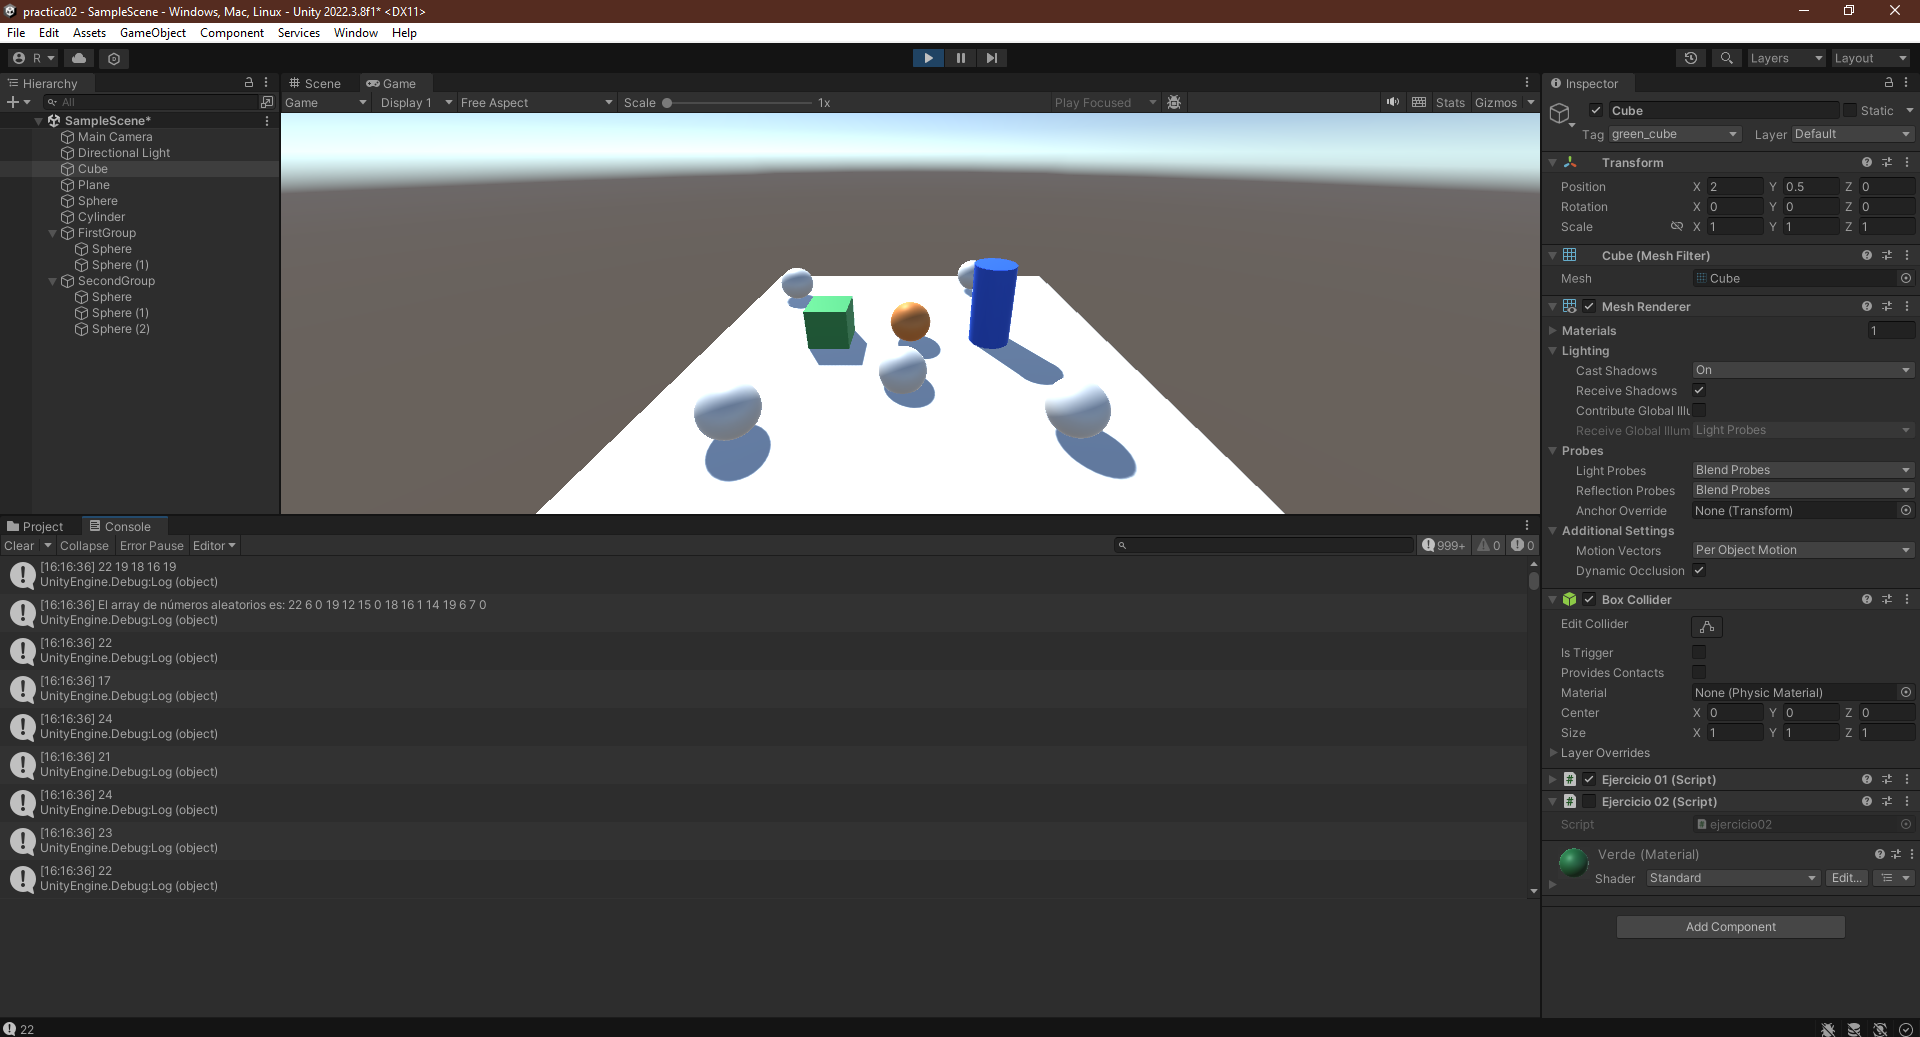 practica02 - SampleScene - Windows, Mac, Linux - Unity 2022.3.8f1* <DX11>
File Edit Assets GameObject Component Services Window Help
R
Layers Layout
Hierarchy
All
SampleScene*
Main Camera
Directional Light
Cube
Plane
Sphere
Cylinder
FirstGroup
Sphere
Sphere (1)
SecondGroup
Sphere
Sphere (1)
Sphere (2)
Scene Game
Game Display 1 Free Aspect Scale 1x Play Focused Stats Gizmos
Project Console
Clear Collapse Error Pause Editor 999+ 0 0
[16:16:36] 22 19 18 16 19
UnityEngine.Debug:Log (object)
[16:16:36] El array de números aleatorios es: 22 6 0 19 12 15 0 18 16 1 14 19 6 7 0
UnityEngine.Debug:Log (object)
[16:16:36] 22
UnityEngine.Debug:Log (object)
[16:16:36] 17
UnityEngine.Debug:Log (object)
[16:16:36] 24
UnityEngine.Debug:Log (object)
[16:16:36] 21
UnityEngine.Debug:Log (object)
[16:16:36] 24
UnityEngine.Debug:Log (object)
[16:16:36] 23
UnityEngine.Debug:Log (object)
[16:16:36] 22
UnityEngine.Debug:Log (object)
22
Inspector
Cube Static
Tag green_cube Layer Default
Transform
Position X 2 Y 0.5 Z 0
Rotation X 0 Y 0 Z 0
Scale X 1 Y 1 Z 1
Cube (Mesh Filter)
Mesh Cube
Mesh Renderer
Materials 1
Lighting
Cast Shadows On
Receive Shadows
Contribute Global Illu
Receive Global Illum Light Probes
Probes
Light Probes Blend Probes
Reflection Probes Blend Probes
Anchor Override None (Transform)
Additional Settings
Motion Vectors Per Object Motion
Dynamic Occlusion
Box Collider
Edit Collider
Is Trigger
Provides Contacts
Material None (Physic Material)
Center X 0 Y 0 Z 0
Size X 1 Y 1 Z 1
Layer Overrides
Ejercicio 01 (Script)
Ejercicio 02 (Script)
Script ejercicio02
Verde (Material)
Shader Standard Edit...
Add Component